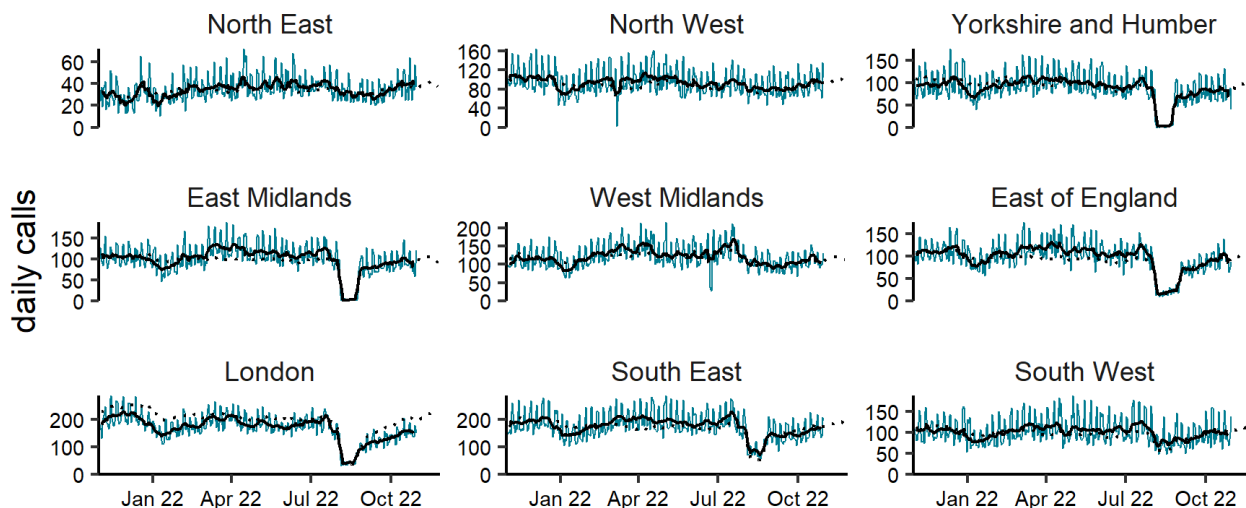 North East
North West
Yorkshire and Humber
60
40
20
0
160
120
80
40
0
150
100
50
0
daily calls
East Midlands
West Midlands
East of England
150
100
50
0
200
150
100
50
0
150
100
50
0
London
South East
South West
200
100
0
200
100
0
150
100
50
0
Jan 22 Apr 22 Jul 22 Oct 22
Jan 22 Apr 22 Jul 22 Oct 22
Jan 22 Apr 22 Jul 22 Oct 22